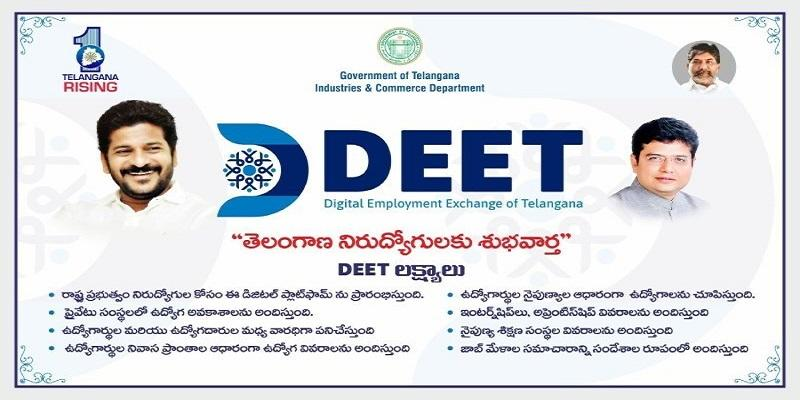 1
TELANGANA
RISING
Government of Telangana
Industries & Commerce Department
DEET
Digital Employment Exchange of Telangana
“తెలంగాణ నిరుద్యోగులకు శుభవార్త”
DEET లక్ష్యాలు
• రాష్ట్ర ప్రభుత్వం నిరుద్యోగుల కోసం ఈ డిజిటల్ ప్లాట్‌ఫామ్ ను ప్రారంభిస్తుంది.
• ప్రైవేటు సంస్థలలో ఉద్యోగ అవకాశాలను అందిస్తుంది.
• ఉద్యోగార్థుల మరియు ఉద్యోగదారుల మధ్య వారధిగా పనిచేస్తుంది
• ఉద్యోగార్థుల నివాస ప్రాంతాల ఆధారంగా ఉద్యోగ వివరాలను అందిస్తుంది
• ఉద్యోగార్థుల నైపుణ్యాల ఆధారంగా ఉద్యోగాలను చూపిస్తుంది.
• ఇంటర్న్‌షిప్‌లు, అప్రెంటీస్‌షిప్ వివరాలను అందిస్తుంది
• నైపుణ్య శిక్షణ సంస్థల వివరాలను అందిస్తుంది
• జాబ్ మేళాల సమాచారాన్ని సందేశాల రూపంలో అందిస్తుంది